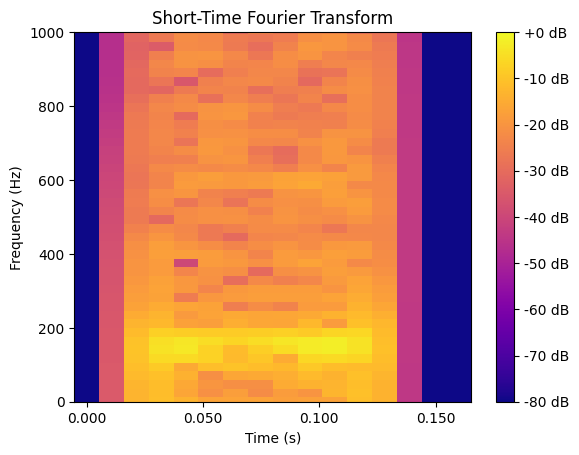 Short-Time Fourier Transform
1000
800
600
400
200
0
Frequency (Hz)
0.000
0.050
0.100
0.150
Time (s)
+0 dB
-10 dB
-20 dB
-30 dB
-40 dB
-50 dB
-60 dB
-70 dB
-80 dB